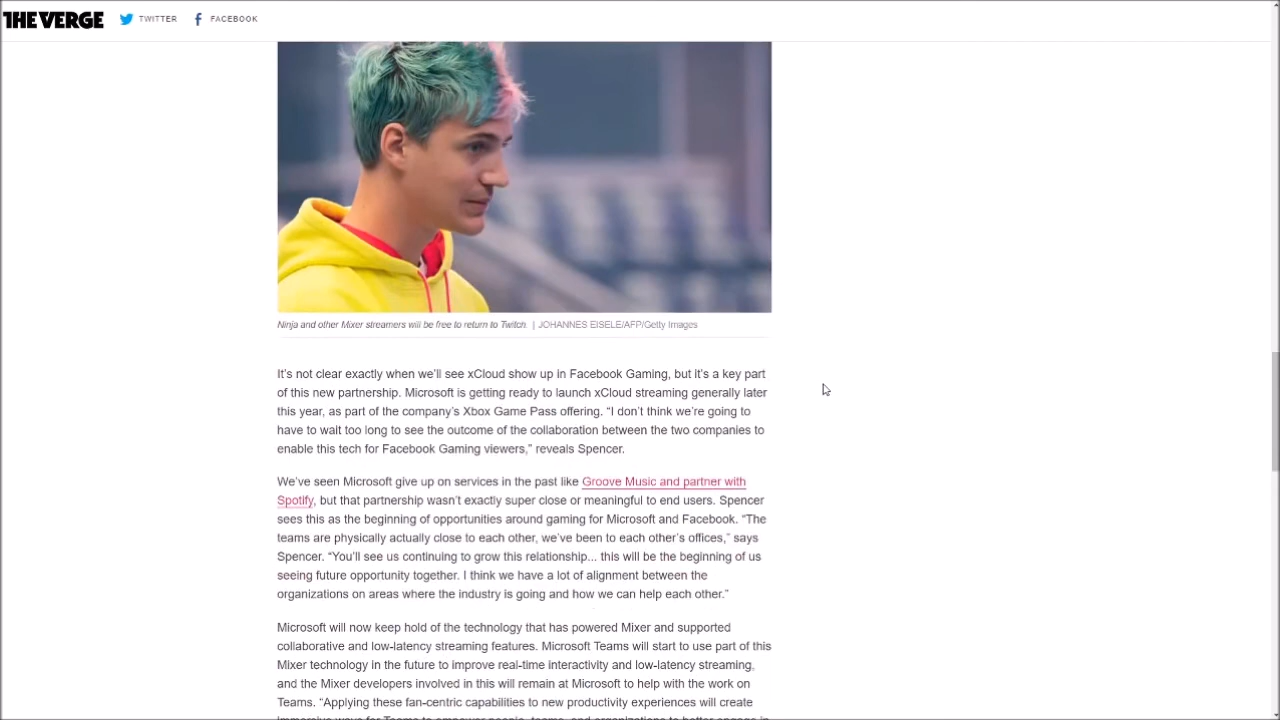 THE VERGE TWITTER FACEBOOK
Ninja and other Mixer streamers will be free to return to Twitch. | JOHANNES EISELE/AFP/Getty Images
It’s not clear exactly when we’ll see xCloud show up in Facebook Gaming, but it’s a key part
of this new partnership. Microsoft is getting ready to launch xCloud streaming generally later
this year, as part of the company’s Xbox Game Pass offering. “I don’t think we’re going to
have to wait too long to see the outcome of the collaboration between the two companies to
enable this tech for Facebook Gaming viewers,” reveals Spencer.
We’ve seen Microsoft give up on services in the past like Groove Music and partner with
Spotify, but that partnership wasn’t exactly super close or meaningful to end users. Spencer
sees this as the beginning of opportunities around gaming for Microsoft and Facebook. “The
teams are physically actually close to each other, we’ve been to each other’s offices,” says
Spencer. “You’ll see us continuing to grow this relationship... this will be the beginning of us
seeing future opportunity together. I think we have a lot of alignment between the
organizations on areas where the industry is going and how we can help each other.”
Microsoft will now keep hold of the technology that has powered Mixer and supported
collaborative and low-latency streaming features. Microsoft Teams will start to use part of this
Mixer technology in the future to improve real-time interactivity and low-latency streaming,
and the Mixer developers involved in this will remain at Microsoft to help with the work on
Teams. “Applying these fan-centric capabilities to new productivity experiences will create
immersive ways for Teams to empower people, teams, and organizations to better engage in